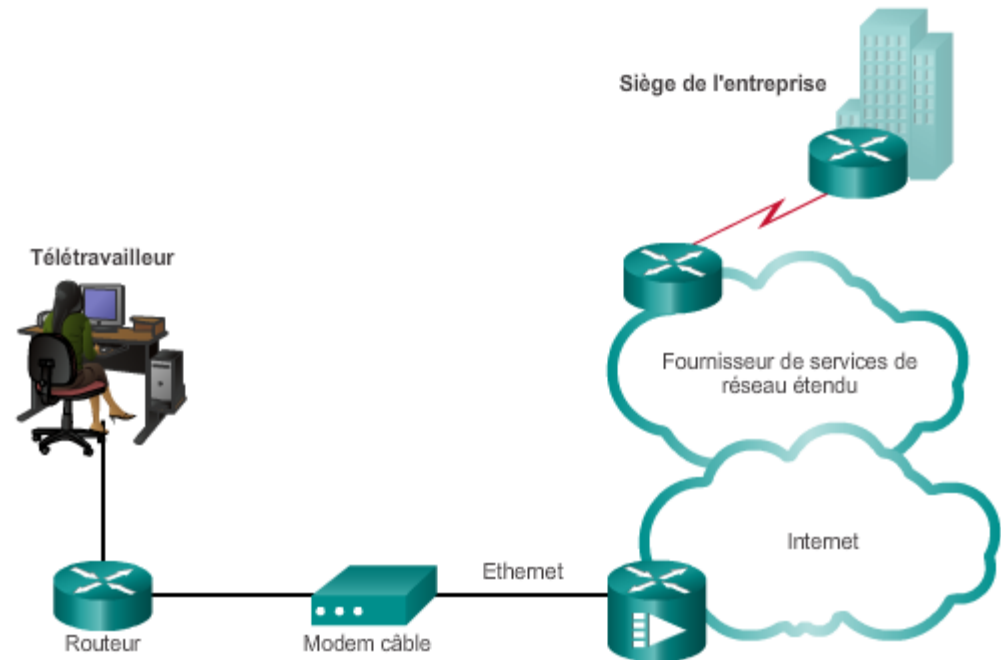 Siège de l'entreprise
Télétravailleur
Fournisseur de services de
réseau étendu
Internet
Ethernet
Routeur
Modem câble